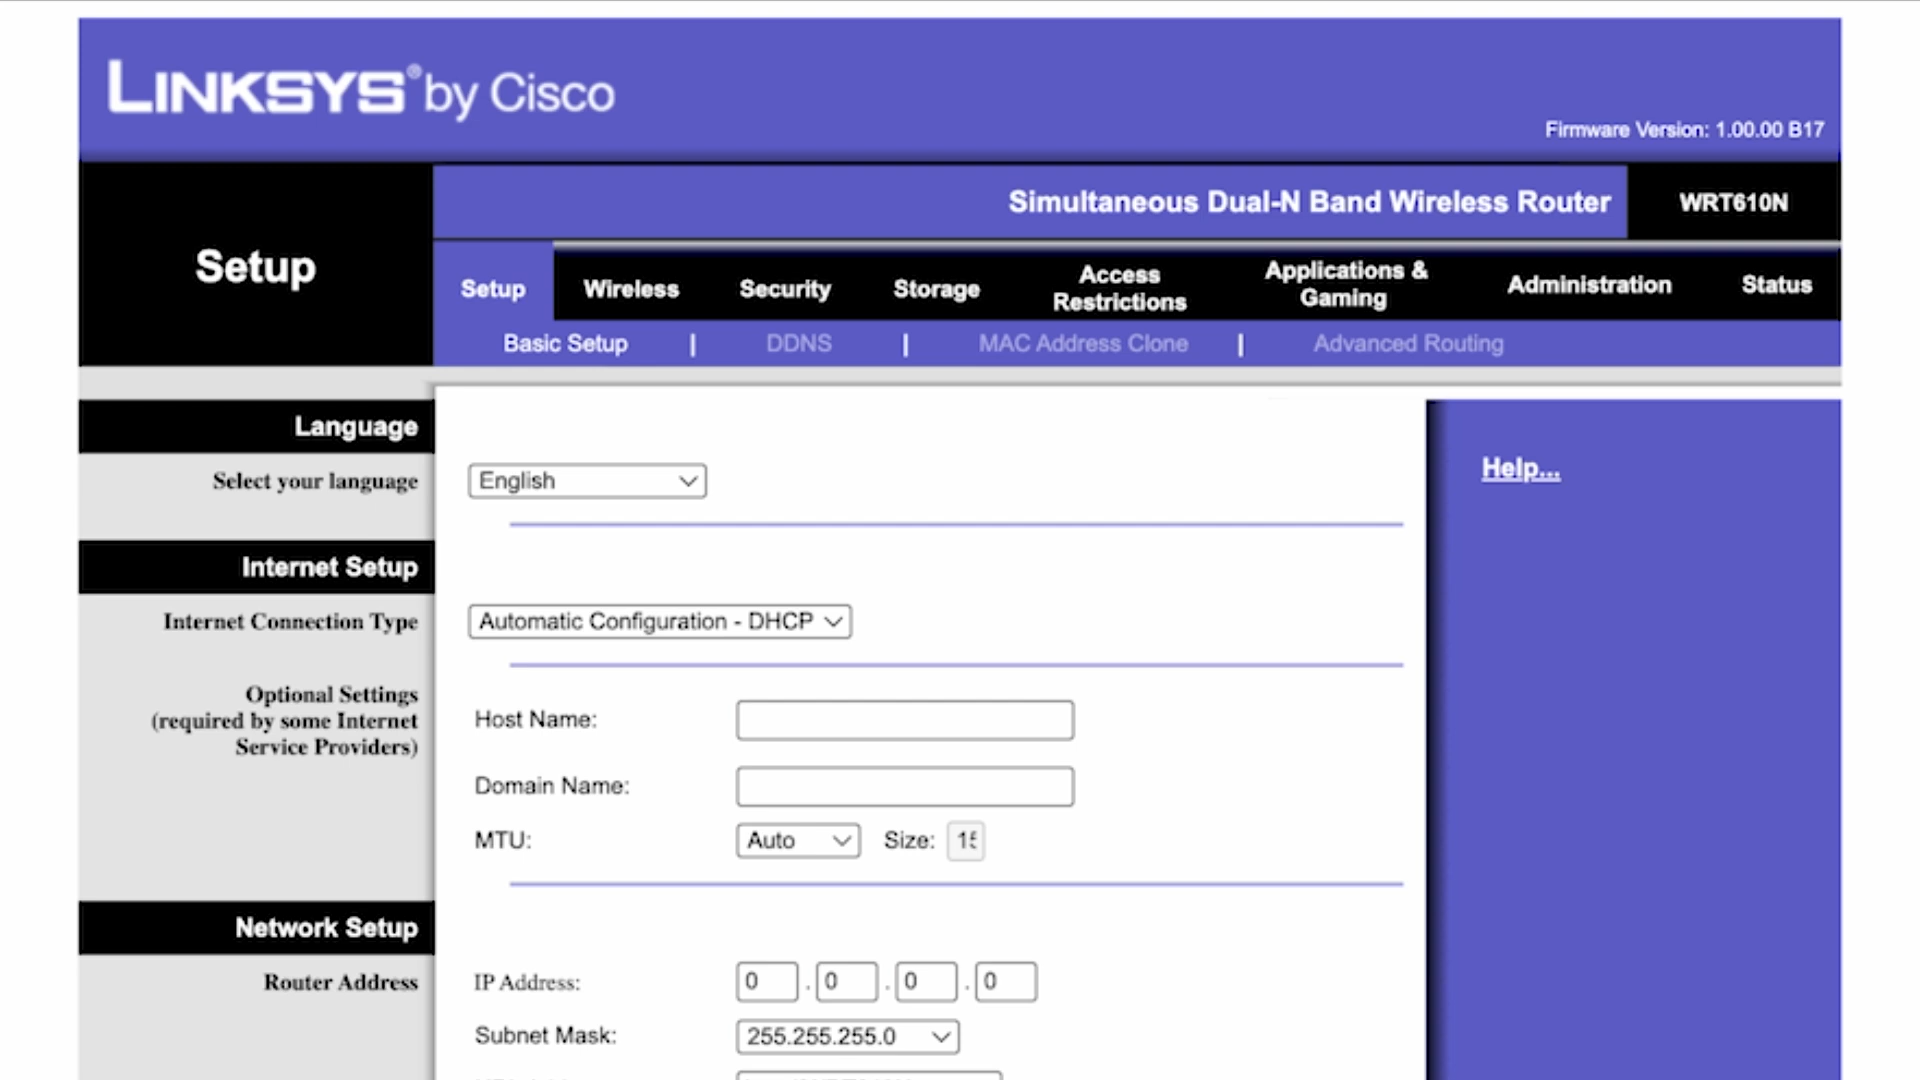 LINKSYS® by Cisco
Firmware Version: 1.00.00 B17
Simultaneous Dual-N Band Wireless Router
WRT610N
Setup
Setup
Wireless
Security
Storage
Access
Restrictions
Applications &
Gaming
Administration
Status
Basic Setup | DDNS | MAC Address Clone | Advanced Routing
Language
Select your language
English
Help...
Internet Setup
Internet Connection Type
Automatic Configuration - DHCP
Optional Settings
(required by some Internet
Service Providers)
Host Name:
Domain Name:
MTU: Auto Size: 15
Network Setup
Router Address
IP Address: 0 . 0 . 0 . 0
Subnet Mask: 255.255.255.0